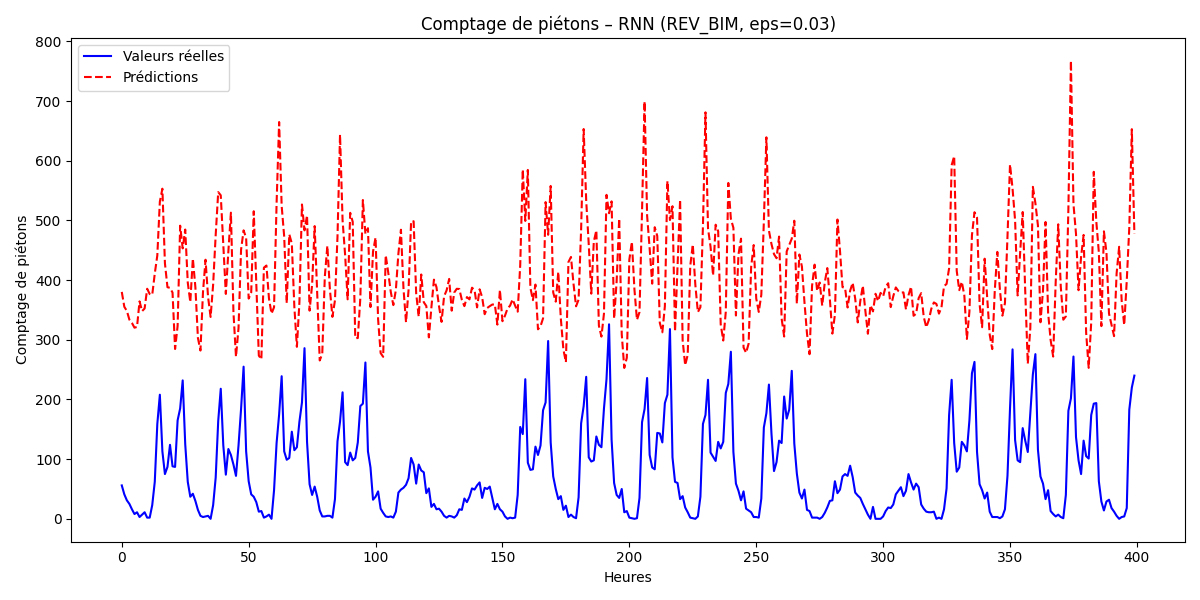 Comptage de piétons – RNN (REV_BIM, eps=0.03)
Valeurs réelles
Prédictions
Comptage de piétons
800
700
600
500
400
300
200
100
0
0 50 100 150 200 250 300 350 400
Heures